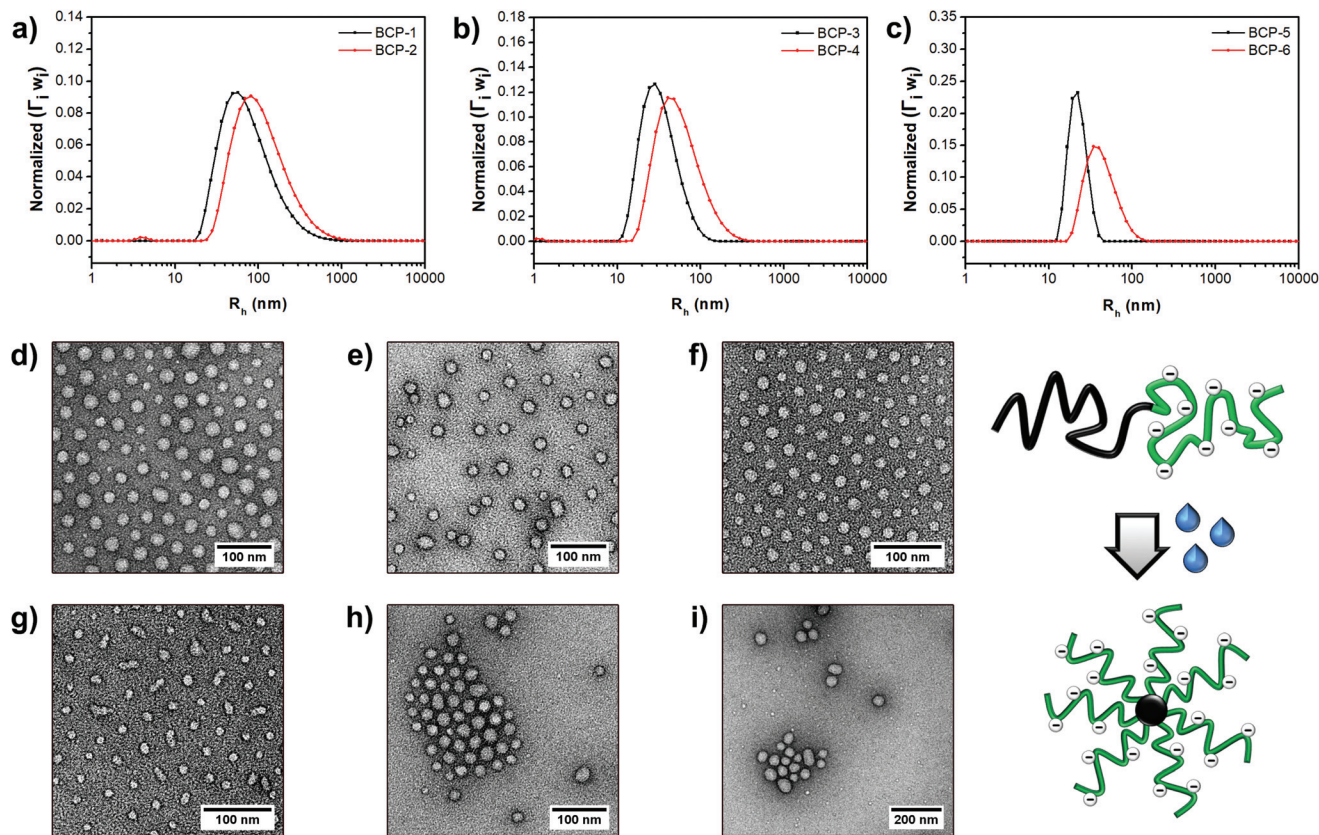 a)
0.14
0.12
0.10
0.08
0.06
0.04
0.02
0.00
Normalized (Γi wi)
BCP-1
BCP-2
1
10
100
1000
10000
Rh (nm)
b)
0.18
0.16
0.14
0.12
0.10
0.08
0.06
0.04
0.02
0.00
Normalized (Γi wi)
BCP-3
BCP-4
1
10
100
1000
10000
Rh (nm)
c)
0.35
0.30
0.25
0.20
0.15
0.10
0.05
0.00
Normalized (Γi wi)
BCP-5
BCP-6
1
10
100
1000
10000
Rh (nm)
d)
100 nm
e)
100 nm
f)
100 nm
g)
100 nm
h)
100 nm
i)
200 nm